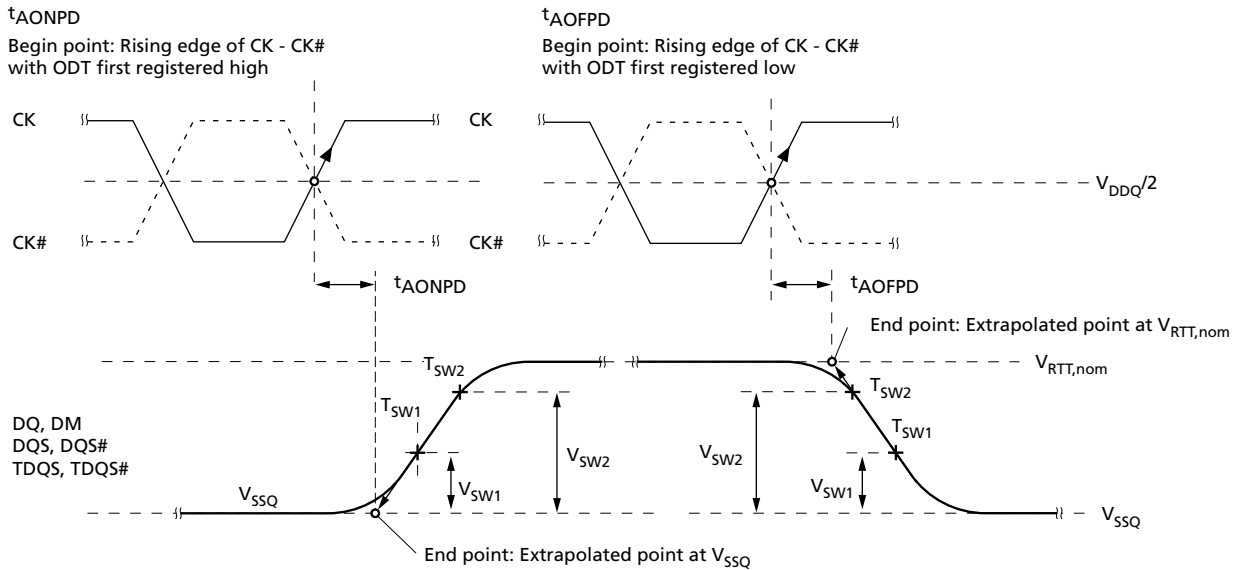 tAONPD
Begin point: Rising edge of CK - CK#
with ODT first registered high
CK
CK#
tAONPD
tAOFPD
Begin point: Rising edge of CK - CK#
with ODT first registered low
CK
VDDQ/2
CK#
tAOFPD
End point: Extrapolated point at VRTT,nom
VRTT,nom
DQ, DM
DQS, DQS#
TDQS, TDQS#
TSW2
TSW1
VSW2
VSW1
VSSQ
End point: Extrapolated point at VSSQ
TSW2
TSW1
VSW2
VSW1
VSSQ